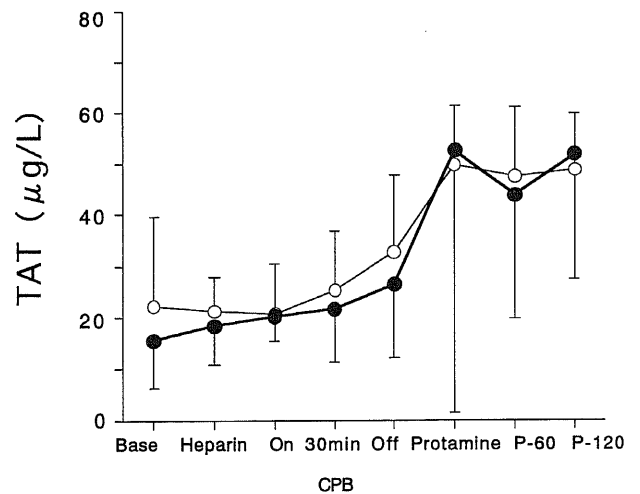 80
60
40
20
0
TAT (μg/L)
Base Heparin On 30min Off Protamine P-60 P-120
CPB